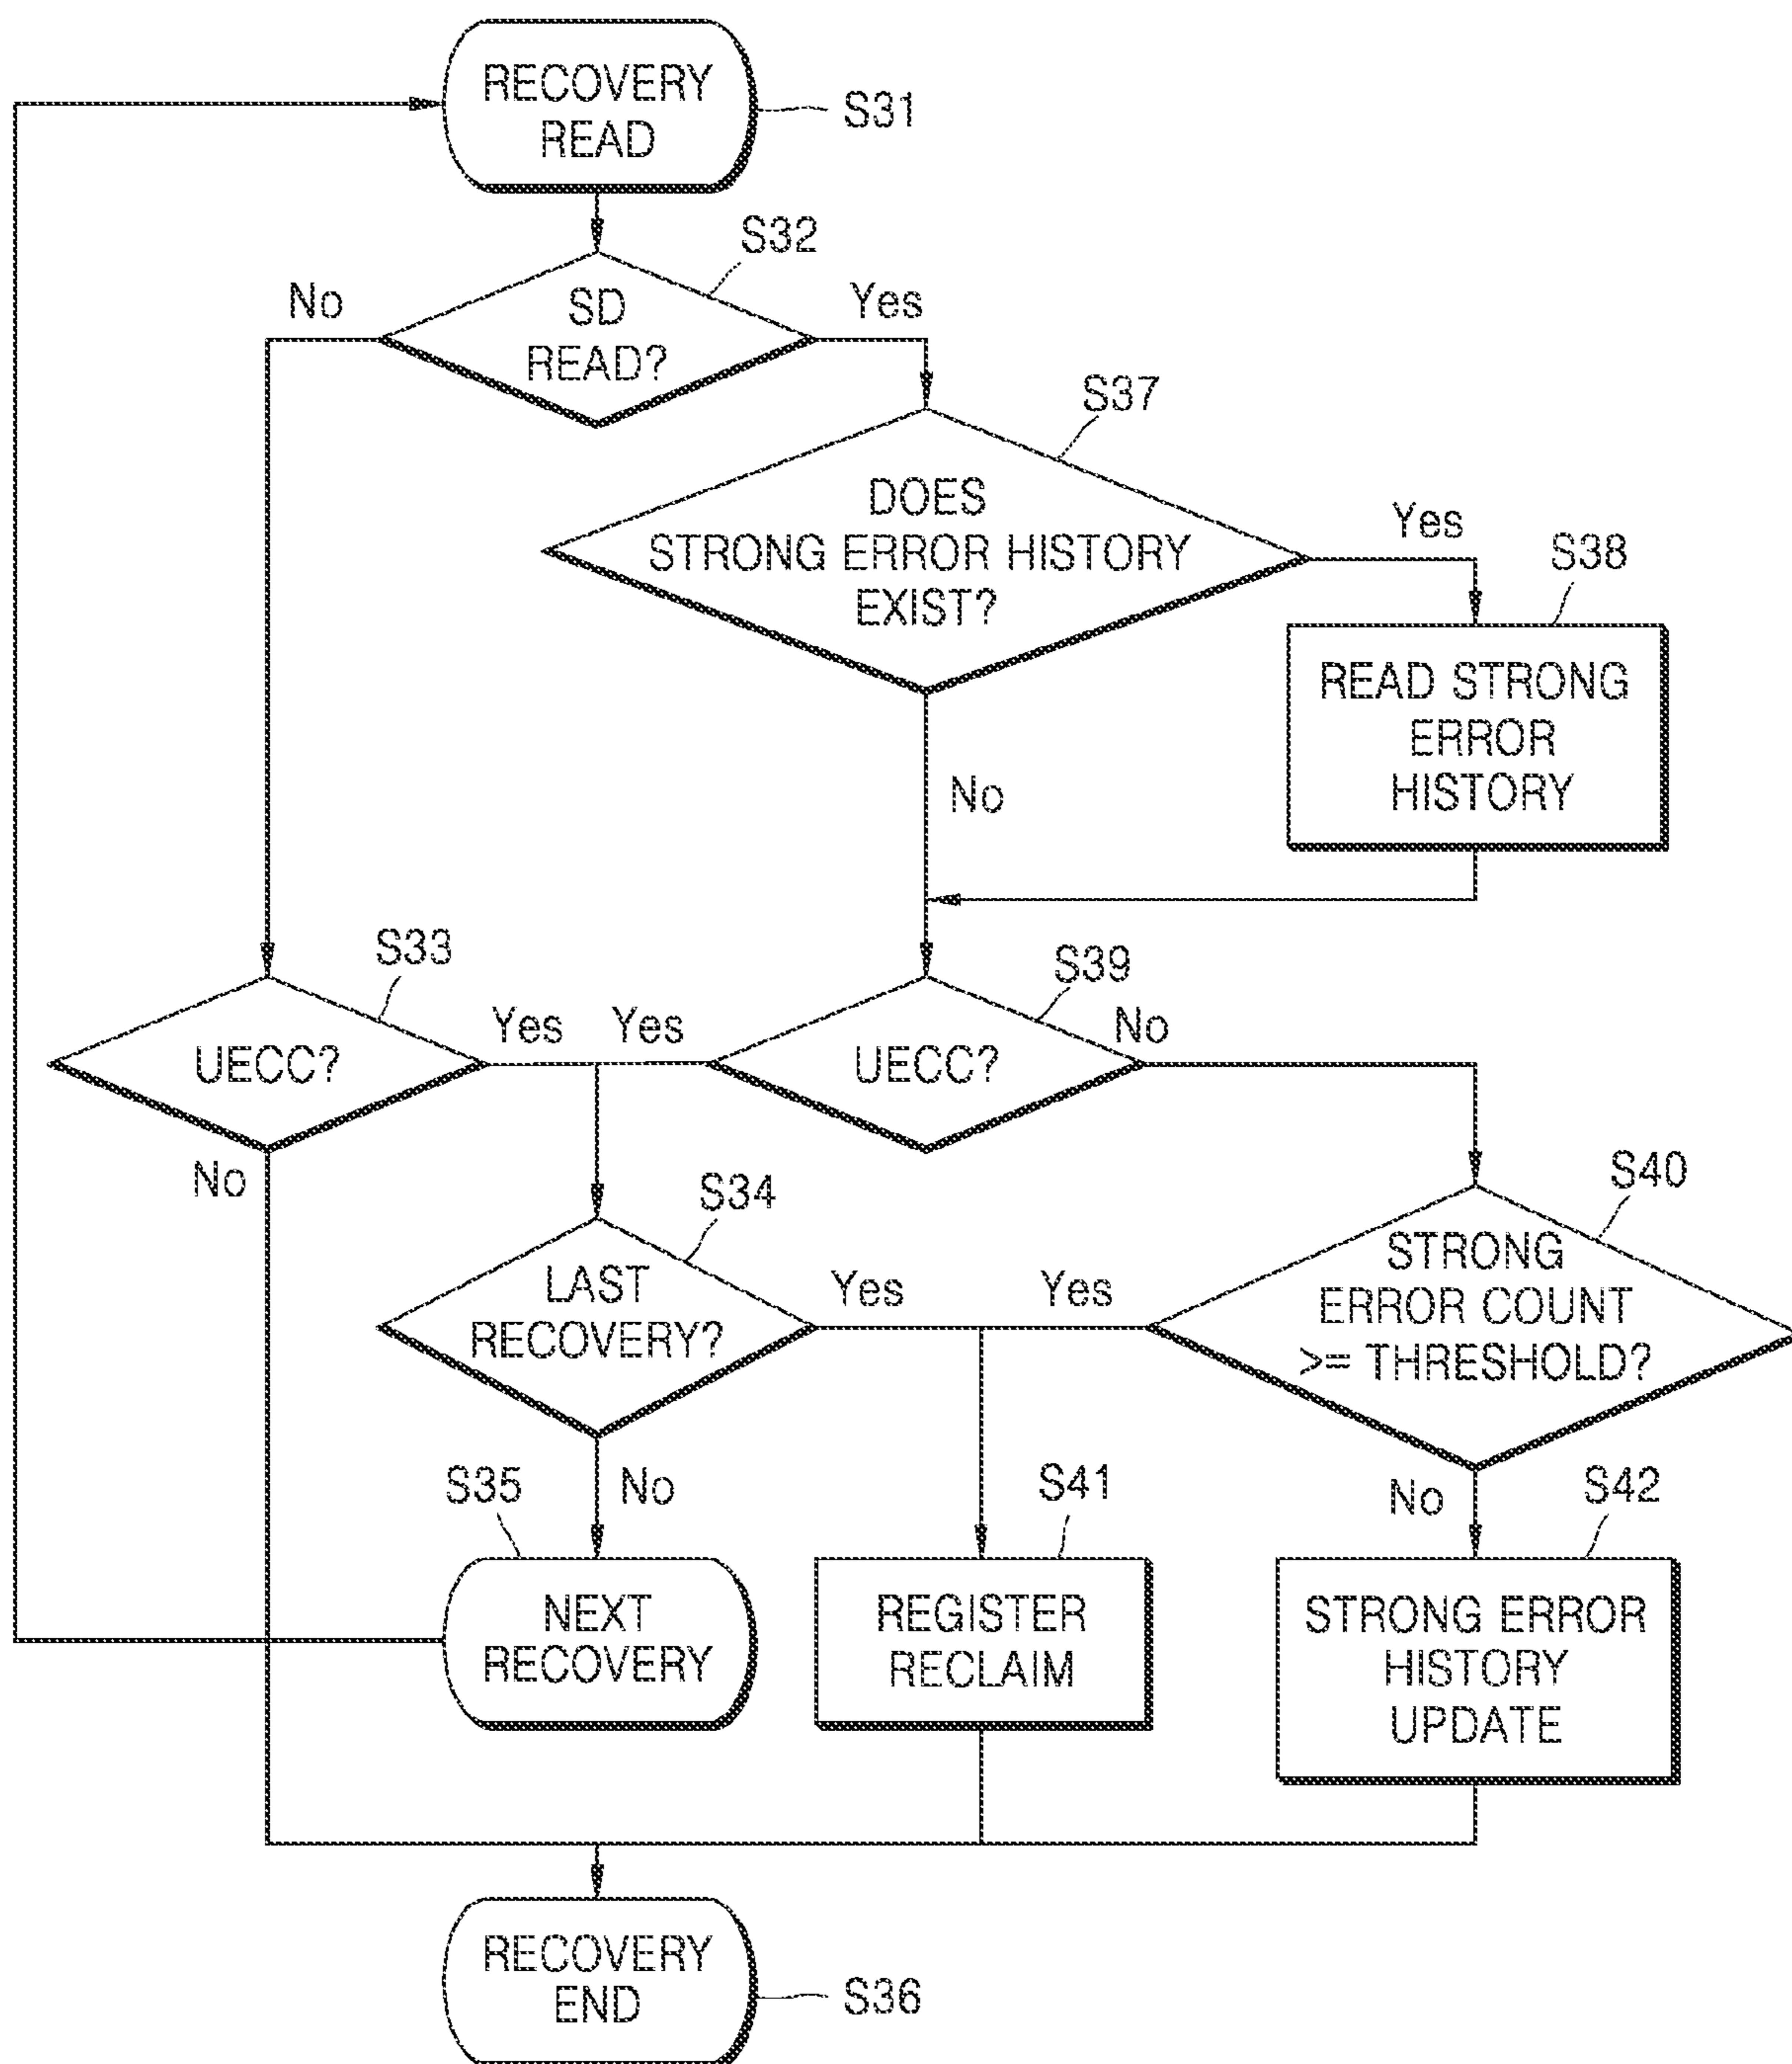 RECOVERY
READ
S31
S32
No
SD
READ?
Yes
S37
DOES
STRONG ERROR HISTORY
EXIST?
Yes
S38
READ STRONG
ERROR
HISTORY
No
S33
UECC?
Yes
No
Yes
S39
UECC?
No
S34
LAST
RECOVERY?
Yes
Yes
S40
STRONG
ERROR COUNT
>= THRESHOLD?
S35
No
NEXT
RECOVERY
S41
REGISTER
RECLAIM
No
S42
STRONG ERROR
HISTORY
UPDATE
RECOVERY
END
S36